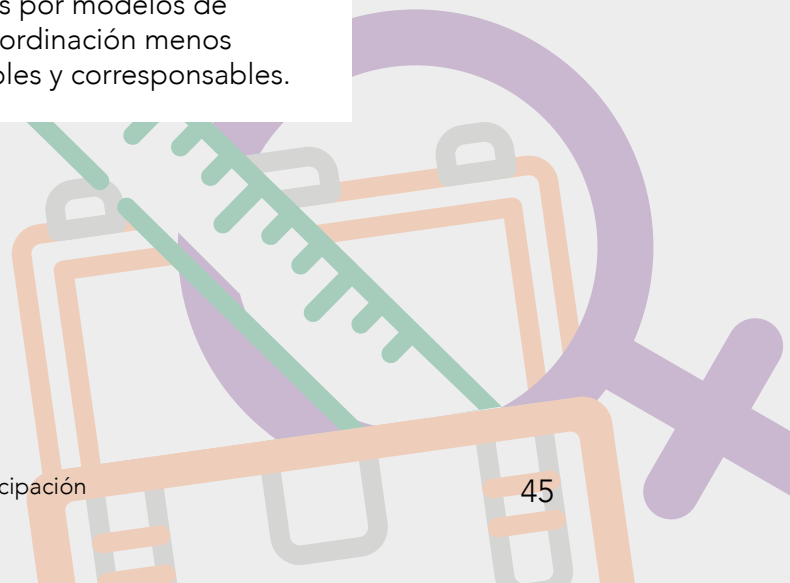 s por modelos de
ordinación menos
bles y corresponsables.
cipación
45